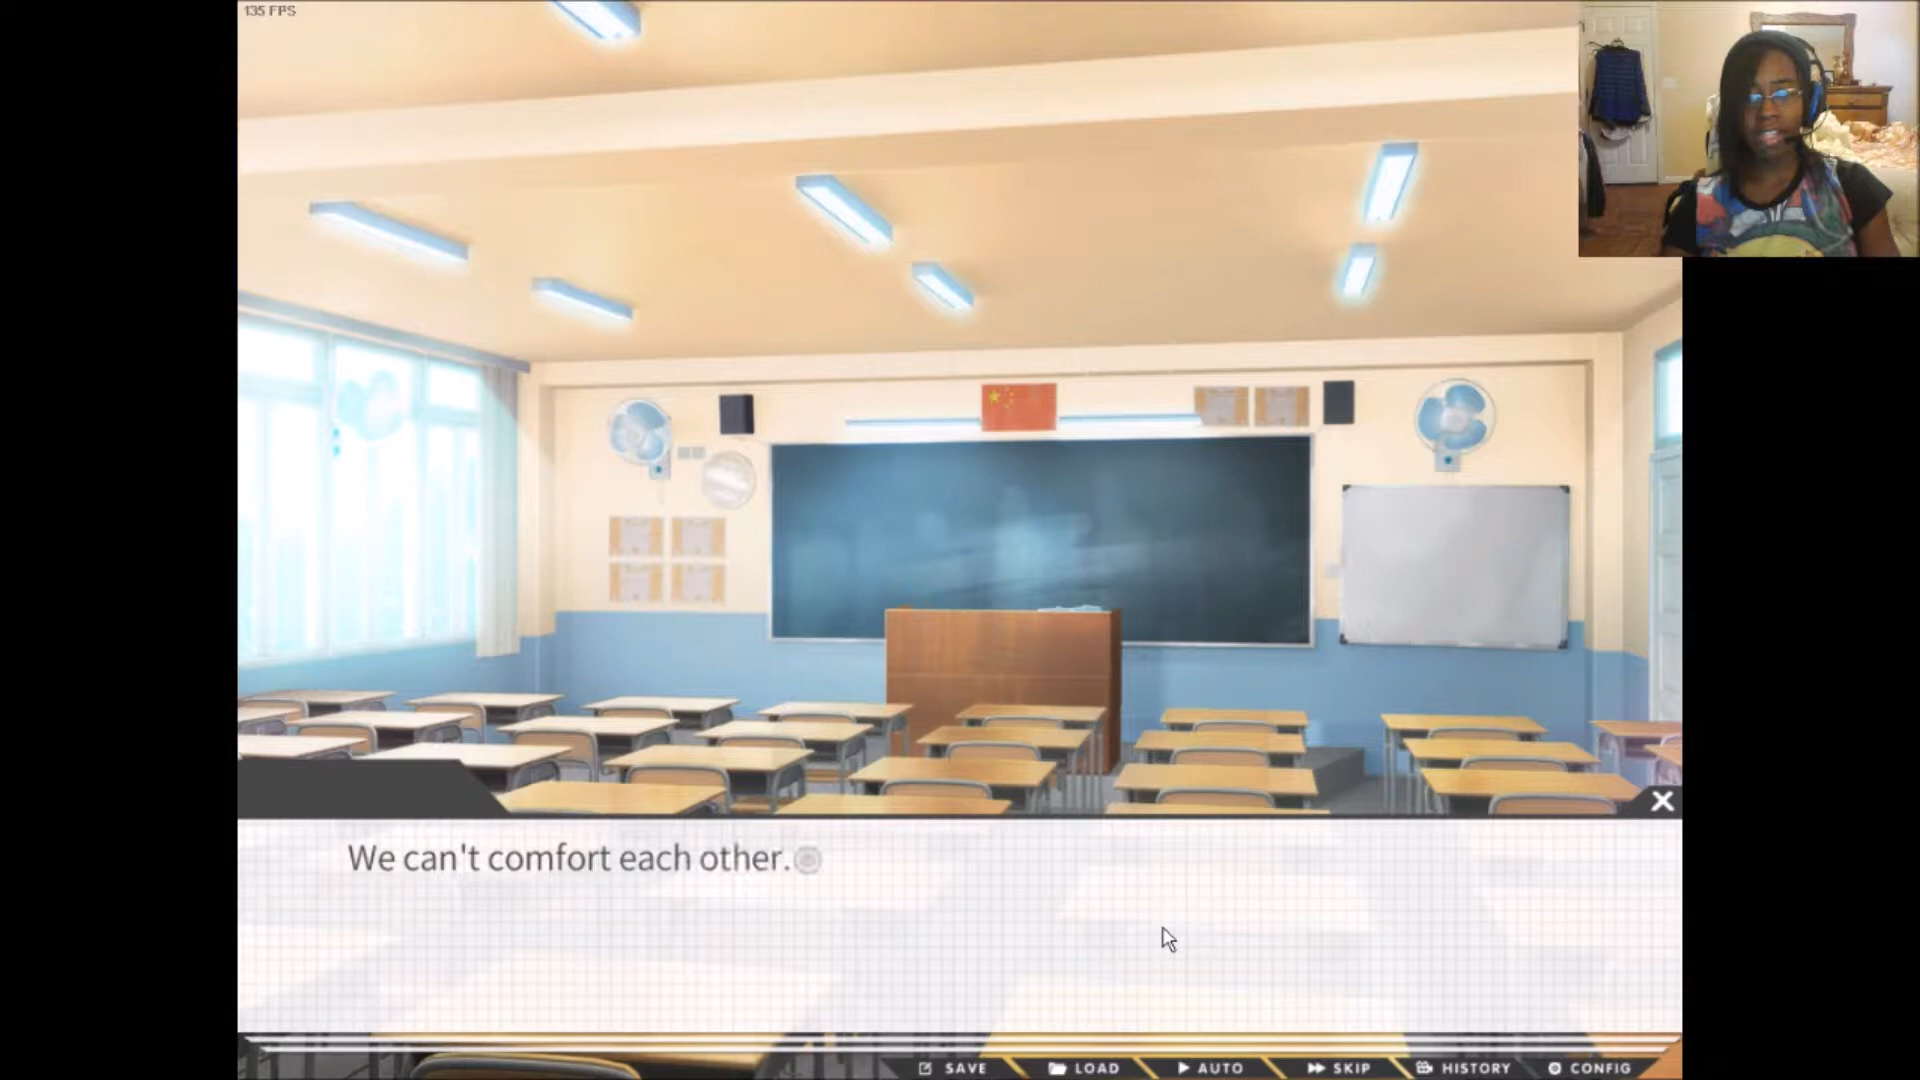 135 FPS
We can't comfort each other.
SAVE LOAD AUTO SKIP HISTORY CONFIG